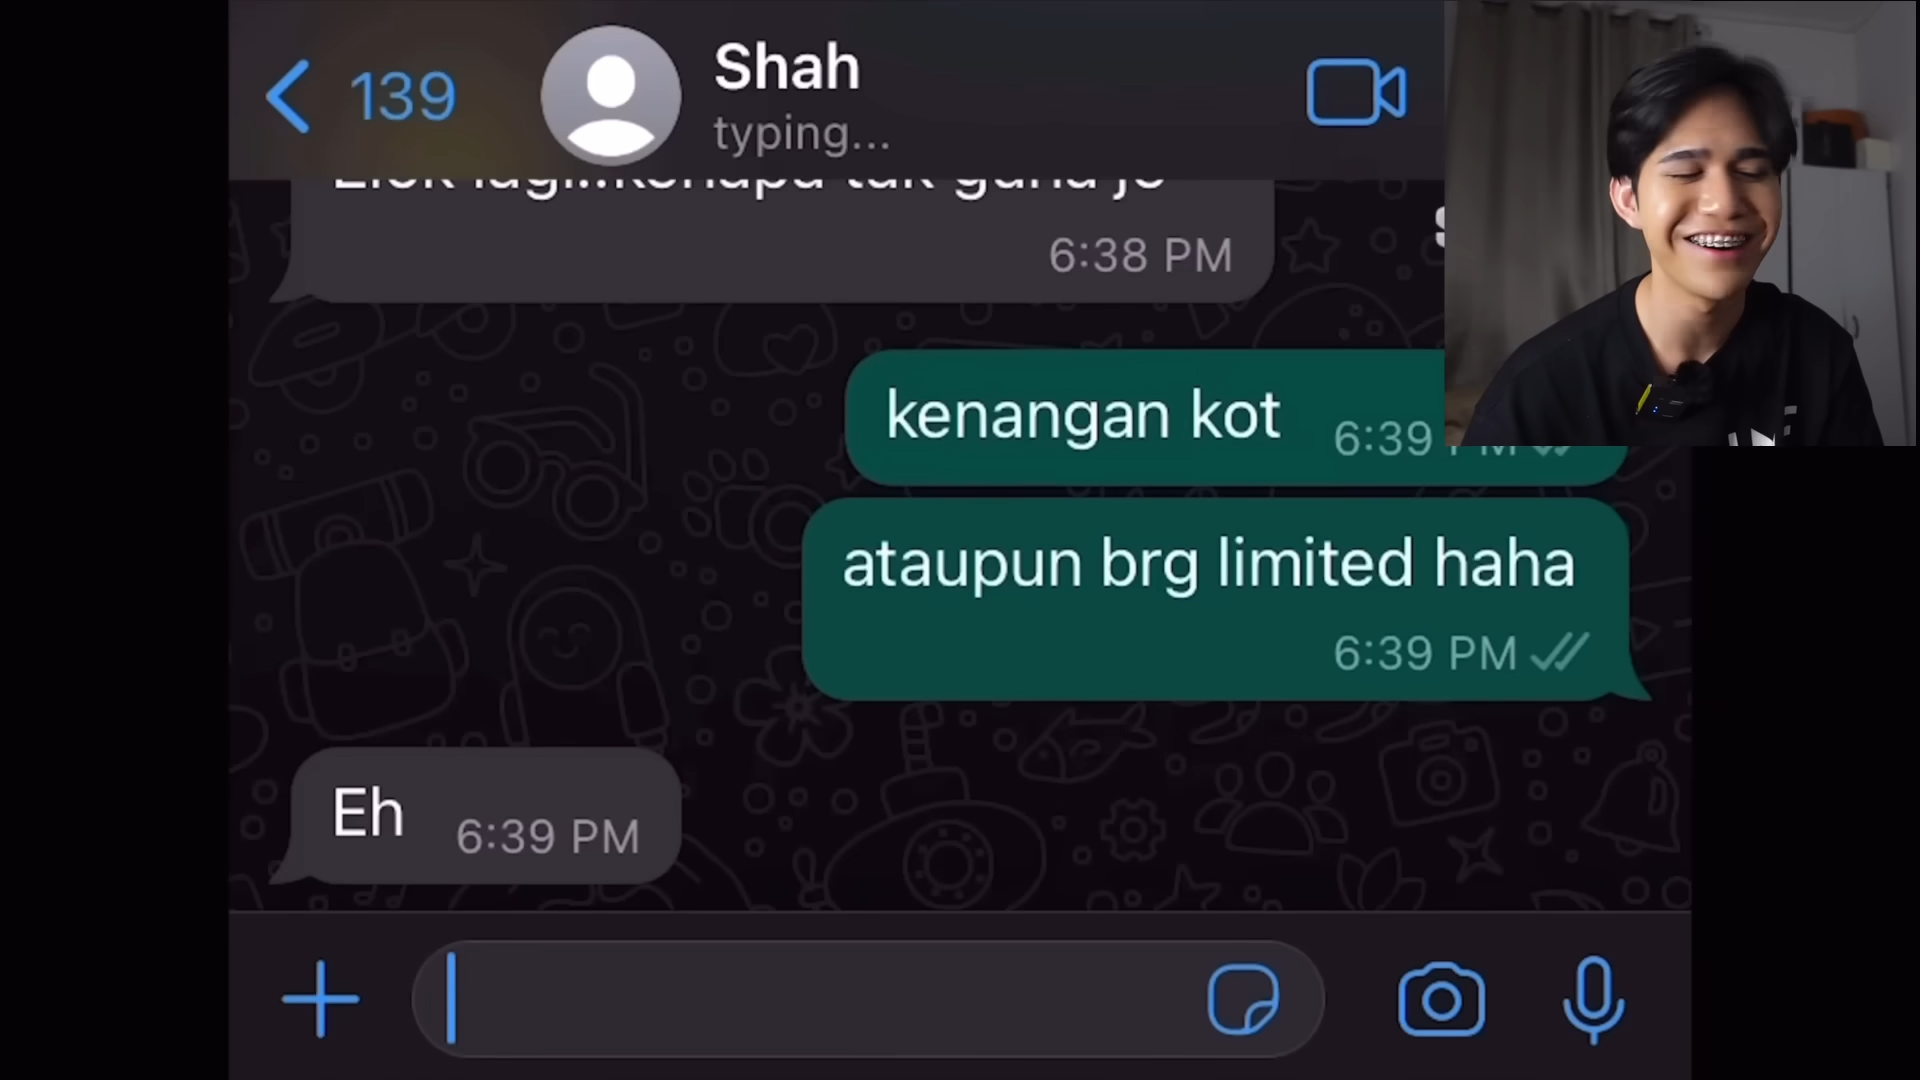 139
Shah
typing...
6:38 PM
kenangan kot
6:39
ataupun brg limited haha
6:39 PM
Eh
6:39 PM